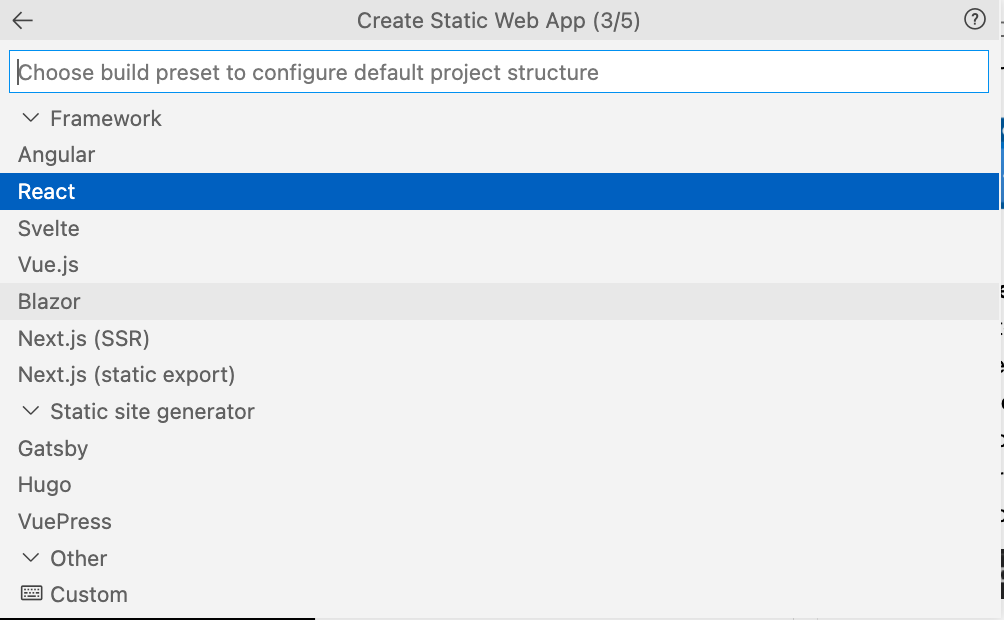 Create Static Web App (3/5)
Choose build preset to configure default project structure
Framework
Angular
React
Svelte
Vue.js
Blazor
Next.js (SSR)
Next.js (static export)
Static site generator
Gatsby
Hugo
VuePress
Other
Custom